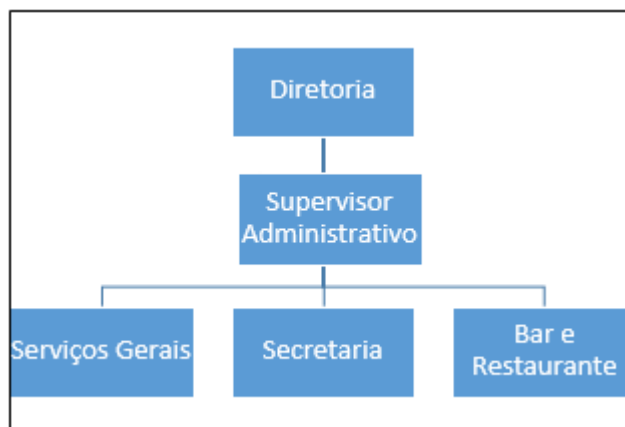 Diretoria
Supervisor
Administrativo
Serviços Gerais
Secretaria
Bar e
Restaurante